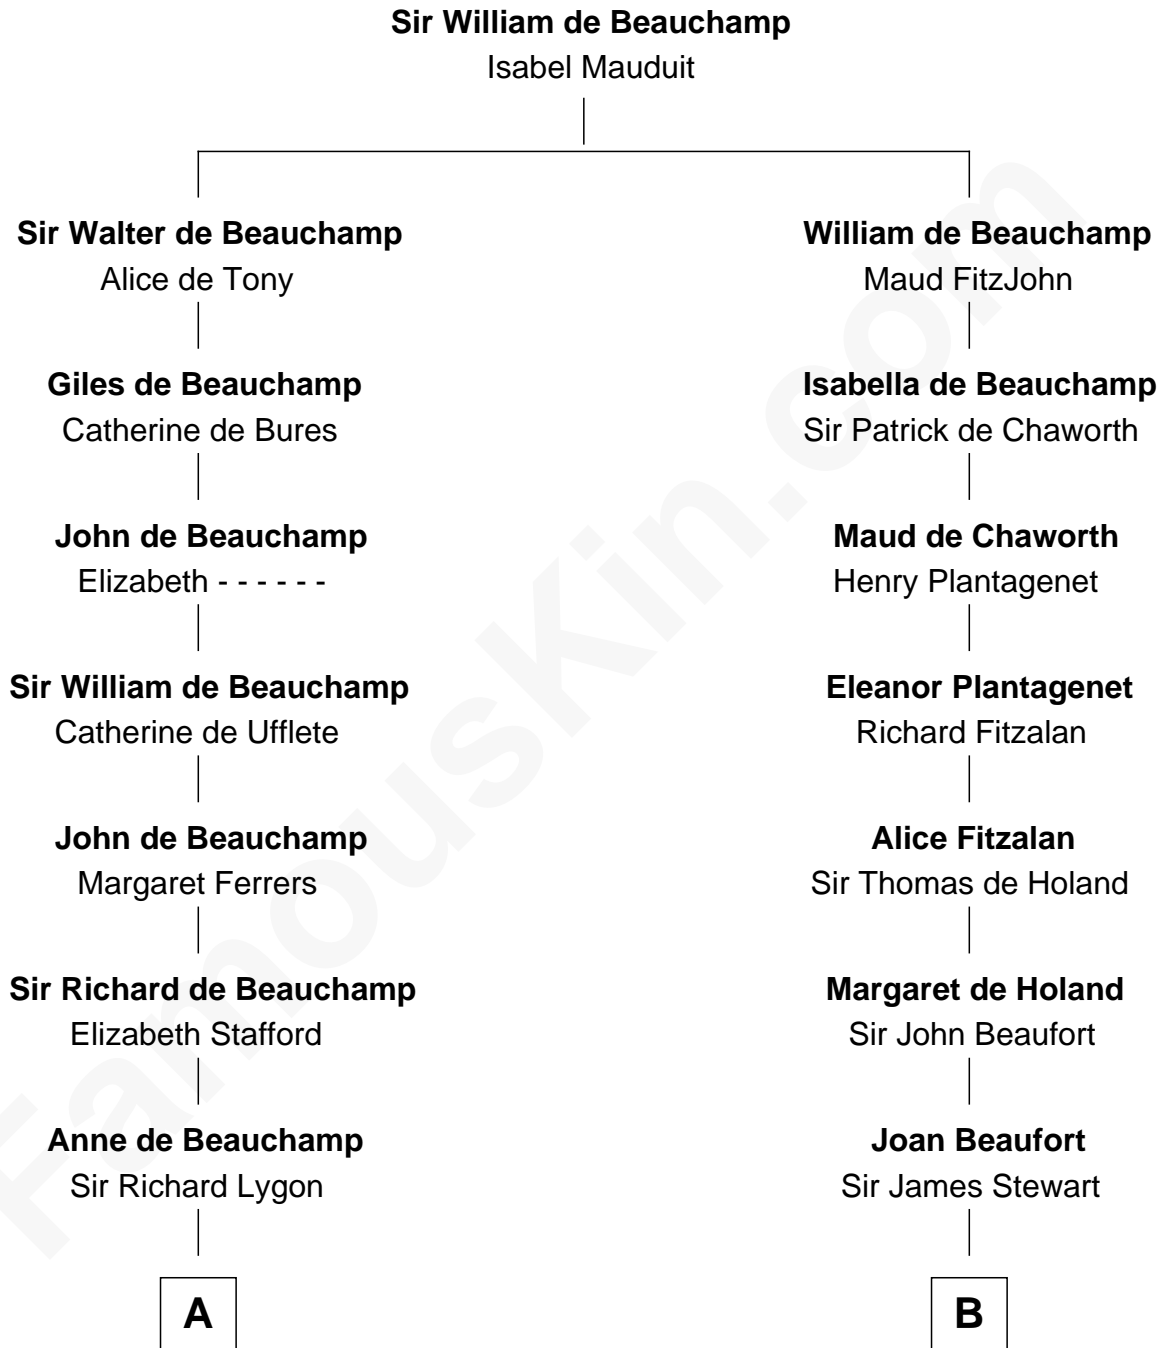 Sir William de Beauchamp
Isabel Mauduit
Sir Walter de Beauchamp
Alice de Tony
William de Beauchamp
Maud FitzJohn
Giles de Beauchamp
Catherine de Bures
Isabella de Beauchamp
Sir Patrick de Chaworth
John de Beauchamp
Elizabeth - - - - - -
Maud de Chaworth
Henry Plantagenet
Sir William de Beauchamp
Catherine de Ufflete
Eleanor Plantagenet
Richard Fitzalan
John de Beauchamp
Margaret Ferrers
Alice Fitzalan
Sir Thomas de Holand
Sir Richard de Beauchamp
Elizabeth Stafford
Margaret de Holand
Sir John Beaufort
Anne de Beauchamp
Sir Richard Lygon
Joan Beaufort
Sir James Stewart
A
B
FamousKin.com